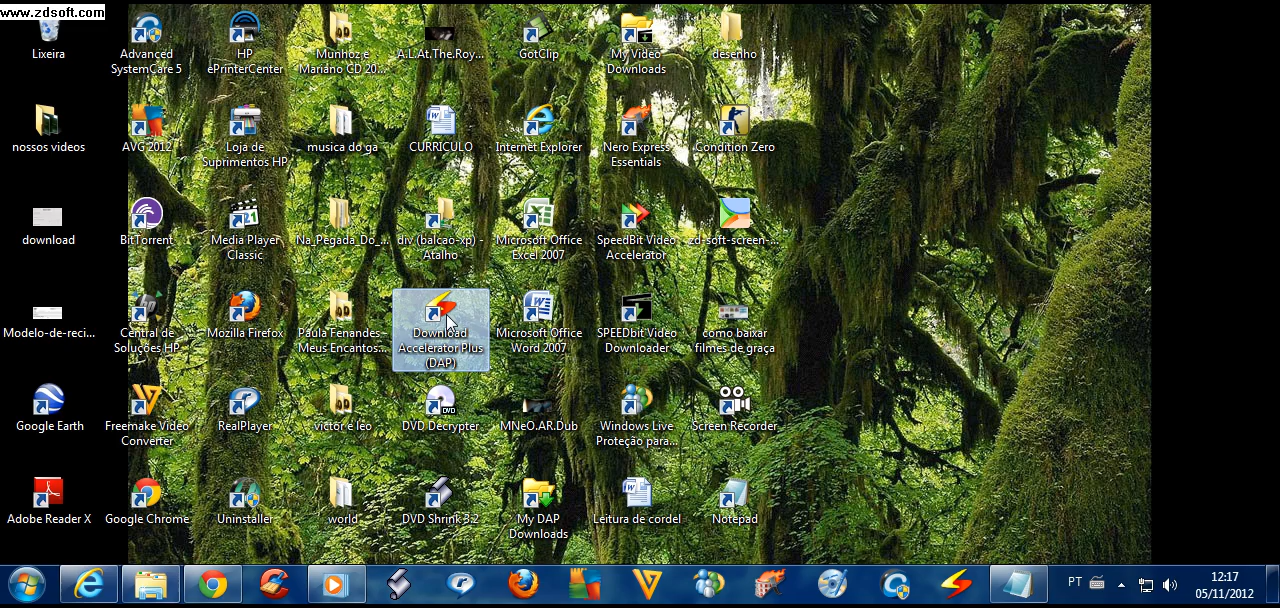 www.zdsoft.com
Lixeira
Advanced
SystemCare 5
HP
ePrinterCenter
Munhoz e
Mariano CD 20...
A.L.At.The.Roy...
GotClip
My Video
Downloads
desenho
nossos videos
AVG 2012
Loja de
Suprimentos HP
musica do ga
CURRICULO
Internet Explorer
Nero Express
Essentials
Condition Zero
download
BitTorrent
Media Player
Classic
Na_Pegada_Do_...
drv (balcao-xp) -
Atalho
Microsoft Office
Excel 2007
SpeedBit Video
Accelerator
zd-soft-screen-...
Modelo-de-reci...
Central de
Soluções HP
Mozilla Firefox
Paula Fenandes -
Meus Encantos...
Download
Accelerator Plus
(DAP)
Microsoft Office
Word 2007
SPEEDbit Video
Downloader
como baixar
filmes de graça
Google Earth
Freemake Video
Converter
RealPlayer
victor e leo
DVD Decrypter
MNeO.AR.Dub
Windows Live
Proteção para...
Screen Recorder
Adobe Reader X
Google Chrome
Uninstaller
world
DVD Shrink 3.2
My DAP
Downloads
Leitura de cordel
Notepad
PT
12:17
05/11/2012